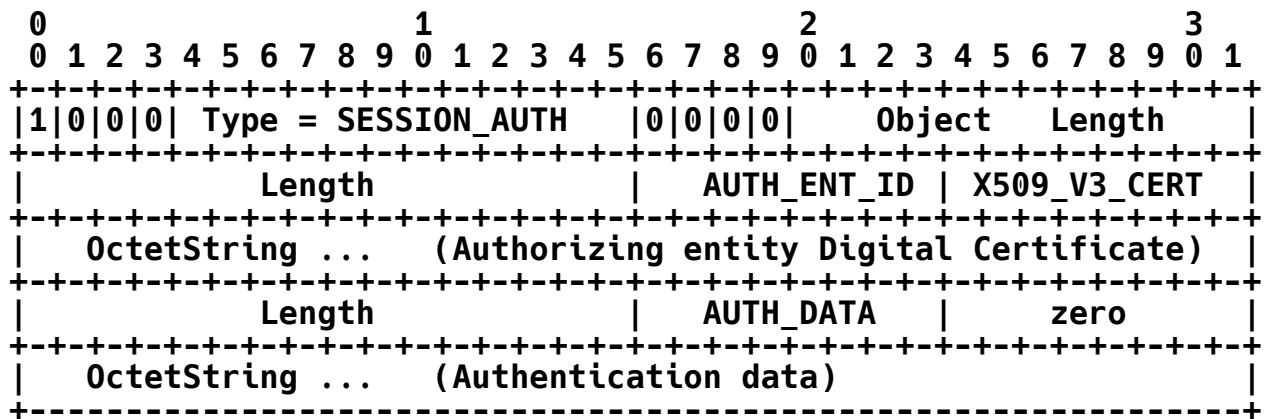 0                   1                   2                   3
 0 1 2 3 4 5 6 7 8 9 0 1 2 3 4 5 6 7 8 9 0 1 2 3 4 5 6 7 8 9 0 1
+-+-+-+-+-+-+-+-+-+-+-+-+-+-+-+-+-+-+-+-+-+-+-+-+-+-+-+-+-+-+-+-+
|1|0|0|0| Type = SESSION_AUTH   |0|0|0|0|    Object   Length    |
+-+-+-+-+-+-+-+-+-+-+-+-+-+-+-+-+-+-+-+-+-+-+-+-+-+-+-+-+-+-+-+-+
|            Length             |   AUTH_ENT_ID | X509_V3_CERT  |
+-+-+-+-+-+-+-+-+-+-+-+-+-+-+-+-+-+-+-+-+-+-+-+-+-+-+-+-+-+-+-+-+
|   OctetString ...   (Authorizing entity Digital Certificate)  |
+-+-+-+-+-+-+-+-+-+-+-+-+-+-+-+-+-+-+-+-+-+-+-+-+-+-+-+-+-+-+-+-+
|            Length             |   AUTH_DATA   |     zero      |
+-+-+-+-+-+-+-+-+-+-+-+-+-+-+-+-+-+-+-+-+-+-+-+-+-+-+-+-+-+-+-+-+
|   OctetString ...   (Authentication data)                     |
+---------------------------------------------------------------+